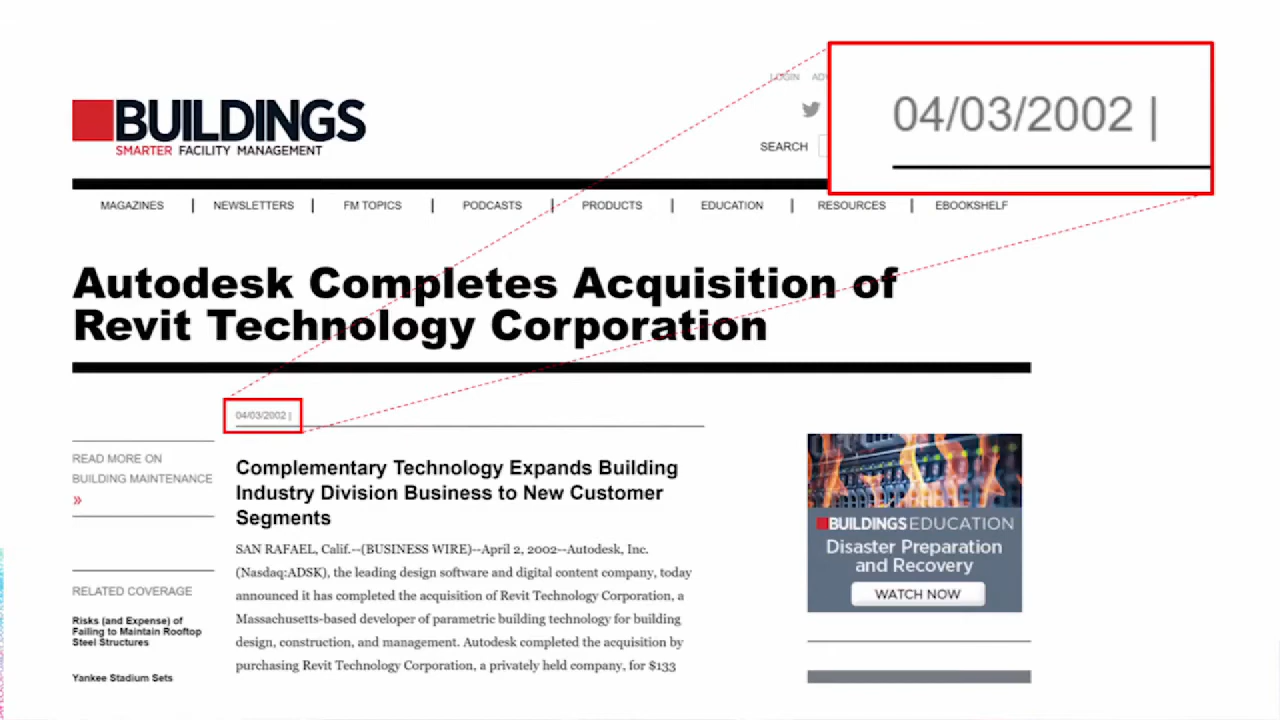 BUILDINGS
SMARTER FACILITY MANAGEMENT
LOGIN
SEARCH
04/03/2002 |
MAGAZINES | NEWSLETTERS | FM TOPICS | PODCASTS | PRODUCTS | EDUCATION | RESOURCES | EBOOKSHELF
Autodesk Completes Acquisition of
Revit Technology Corporation
04/03/2002 |
READ MORE ON
BUILDING MAINTENANCE
»
RELATED COVERAGE
Risks (and Expense) of
Failing to Maintain Rooftop
Steel Structures
Yankee Stadium Sets
Complementary Technology Expands Building
Industry Division Business to New Customer
Segments
SAN RAFAEL, Calif.--(BUSINESS WIRE)--April 2, 2002--Autodesk, Inc.
(Nasdaq:ADSK), the leading design software and digital content company, today
announced it has completed the acquisition of Revit Technology Corporation, a
Massachusetts-based developer of parametric building technology for building
design, construction, and management. Autodesk completed the acquisition by
purchasing Revit Technology Corporation, a privately held company, for $133
BUILDINGS EDUCATION
Disaster Preparation
and Recovery
WATCH NOW